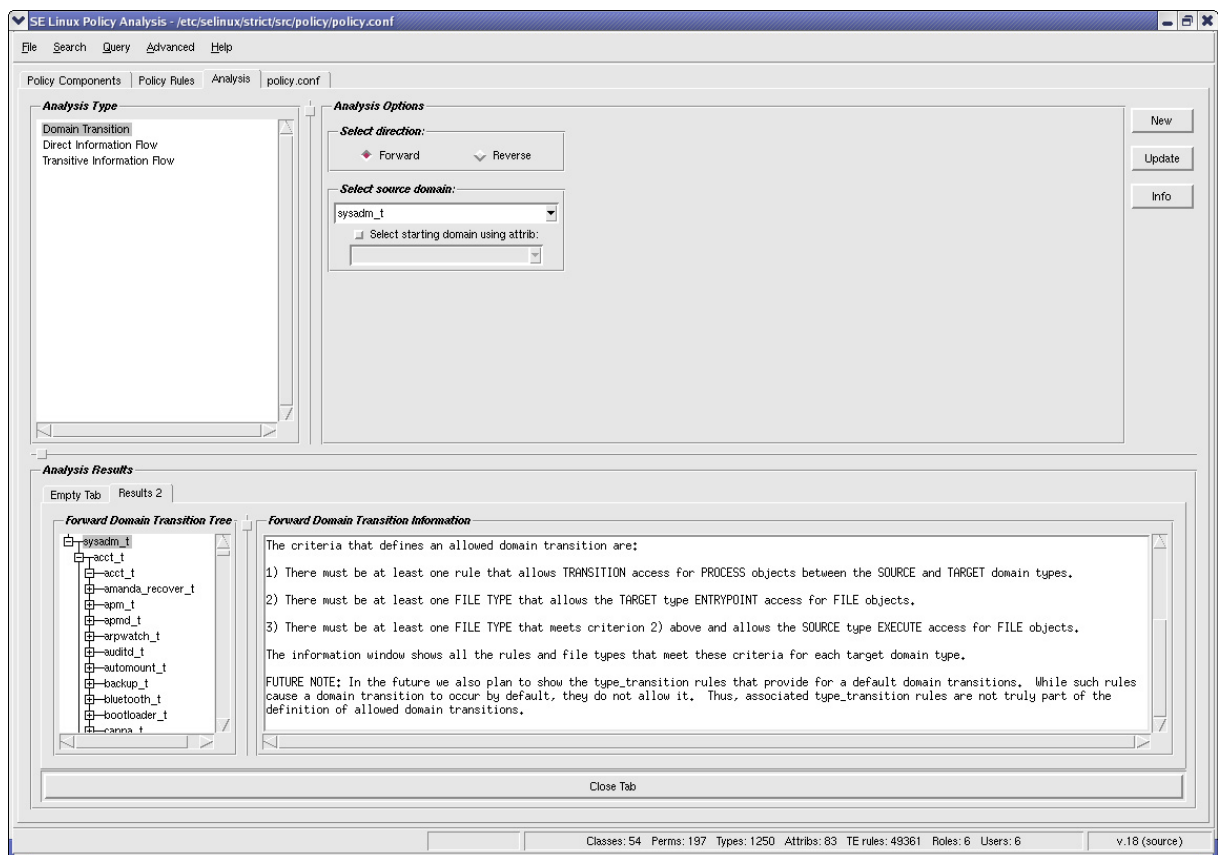 SE Linux Policy Analysis - /etc/selinux/strict/src/policy/policy.conf
File Search Query Advanced Help
Policy Components Policy Rules Analysis policy.conf
Analysis Type
Domain Transition
Direct Information Flow
Transitive Information Flow
Analysis Options
Select direction:
Forward Reverse
Select source domain:
sysadm_t
Select starting domain using attrib:
New
Update
Info
Analysis Results
Empty Tab Results 2
Forward Domain Transition Tree
sysadm_t
acct_t
acct_t
amanda_recover_t
apm_t
apmd_t
arpwatch_t
auditd_t
automount_t
backup_t
bluetooth_t
bootloader_t
canna_t
Forward Domain Transition Information
The criteria that defines an allowed domain transition are:
1) There must be at least one rule that allows TRANSITION access for PROCESS objects between the SOURCE and TARGET domain types.
2) There must be at least one FILE TYPE that allows the TARGET type ENTRYPOINT access for FILE objects.
3) There must be at least one FILE TYPE that meets criterion 2) above and allows the SOURCE type EXECUTE access for FILE objects.
The information window shows all the rules and file types that meet these criteria for each target domain type.
FUTURE NOTE: In the future we also plan to show the type_transition rules that provide for a default domain transitions.  While such rules
cause a domain transition to occur by default, they do not allow it.  Thus, associated type_transition rules are not truly part of the
definition of allowed domain transitions.
Close Tab
Classes: 54 Perms: 197 Types: 1250 Attribs: 83 TE rules: 49361 Roles: 6 Users: 6
v.18 (source)